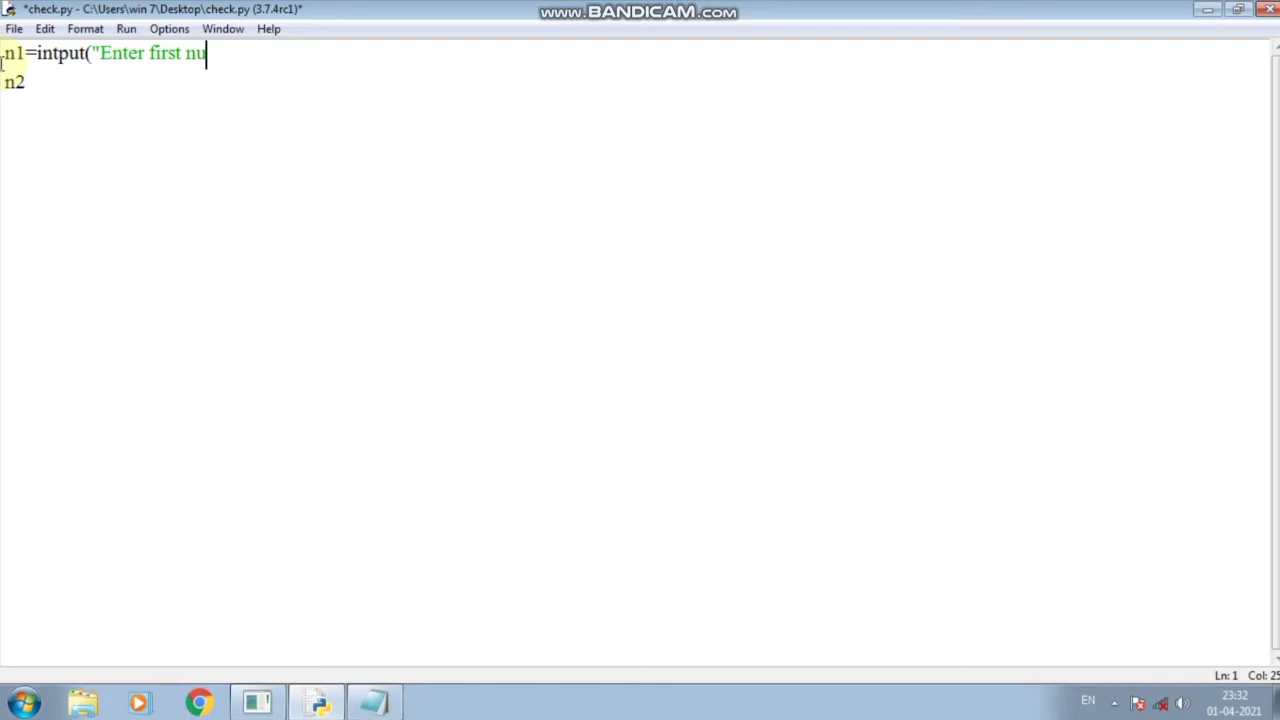 *check.py - C:\Users\win 7\Desktop\check.py (3.7.4rc1)*
www.BANDICAM.com
File Edit Format Run Options Window Help
n1=intput("Enter first nu
n2
Ln: 1 Col: 25
EN
23:32
01-04-2021